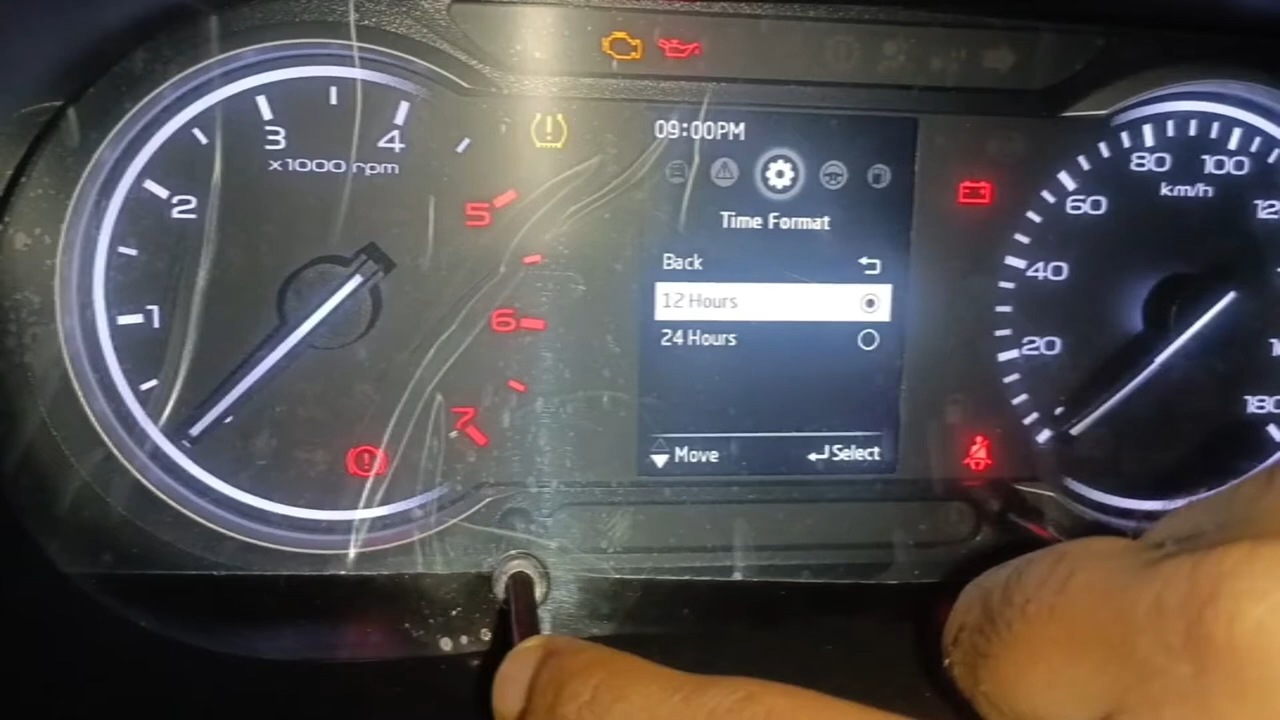 09:00PM
Time Format
Back
12 Hours
24 Hours
Move
Select
1
2
3
4
5
6
7
x1000 rpm
20
40
60
80
100
km/h
180